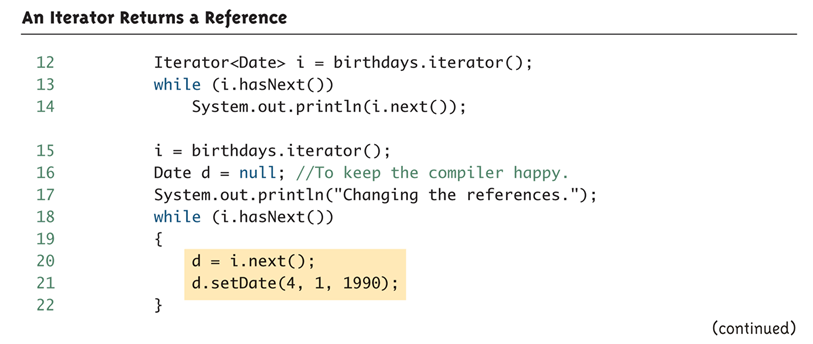 An Iterator Returns a Reference
12 Iterator<Date> i = birthdays.iterator();
13 while (i.hasNext())
14 System.out.println(i.next());
15 i = birthdays.iterator();
16 Date d = null; //To keep the compiler happy.
17 System.out.println("Changing the references.");
18 while (i.hasNext())
19 {
20 d = i.next();
21 d.setDate(4, 1, 1990);
22 }
(continued)